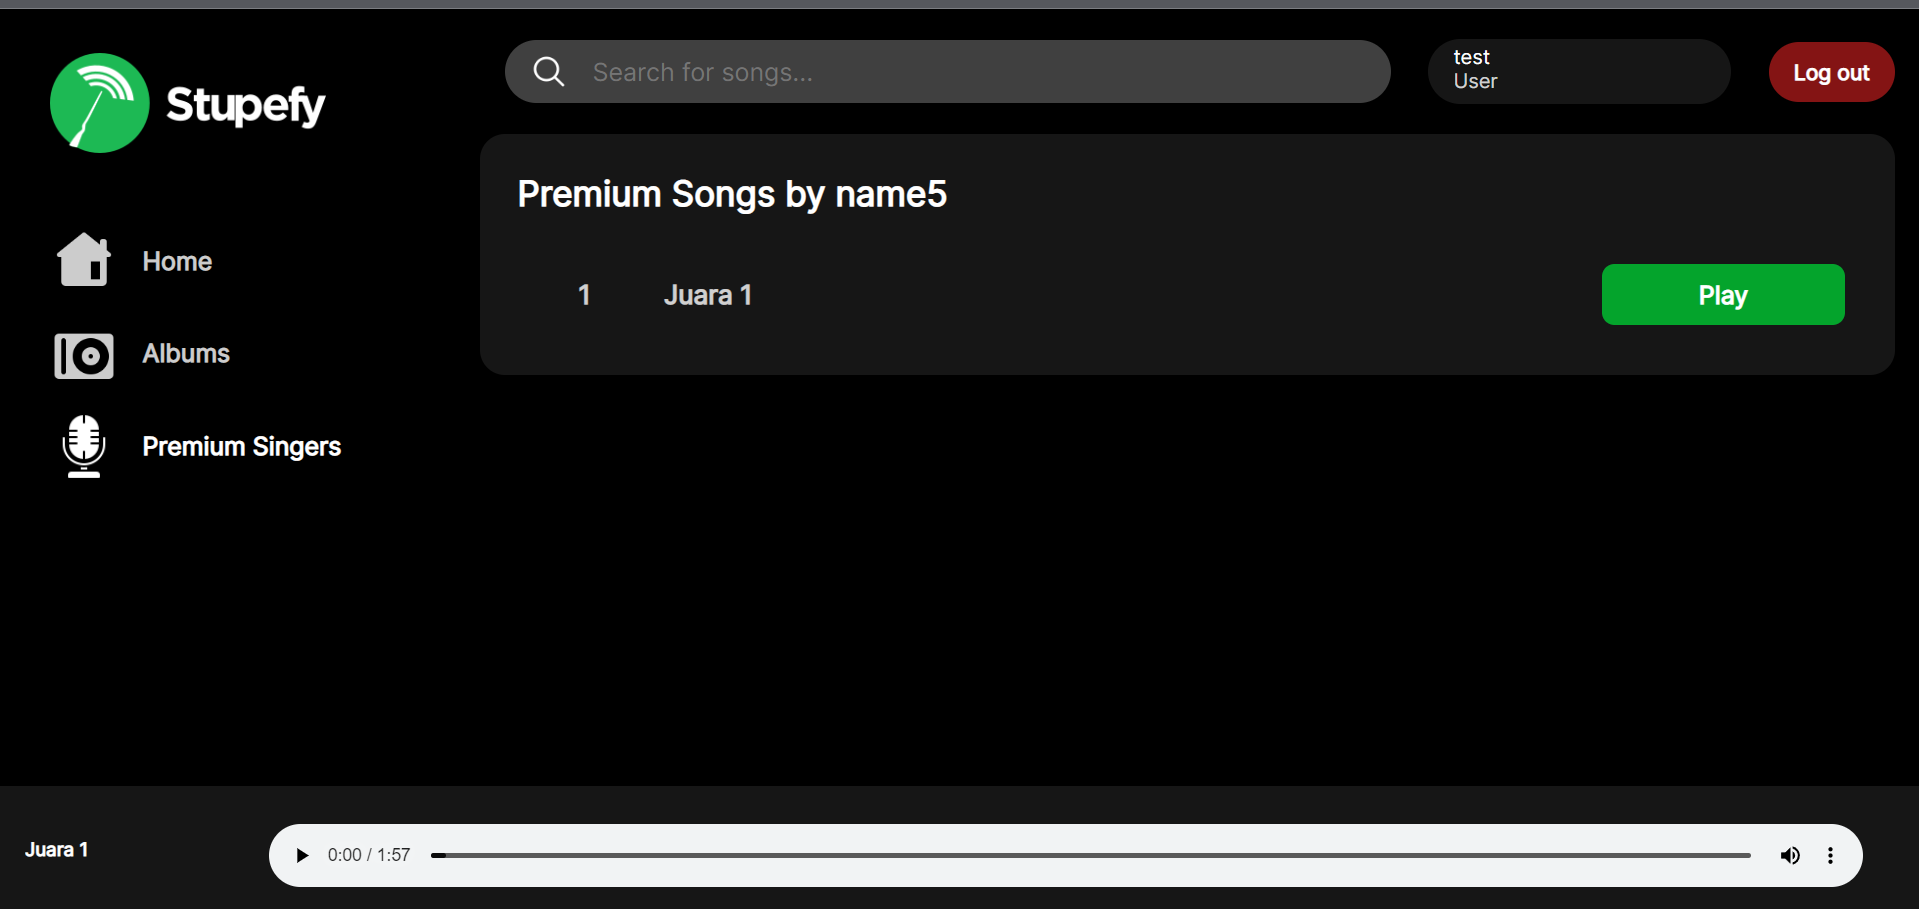 Stupefy
Search for songs...
test
User
Log out
Home
Albums
Premium Singers
Premium Songs by name5
1 Juara 1 Play
Juara 1
0:00 / 1:57